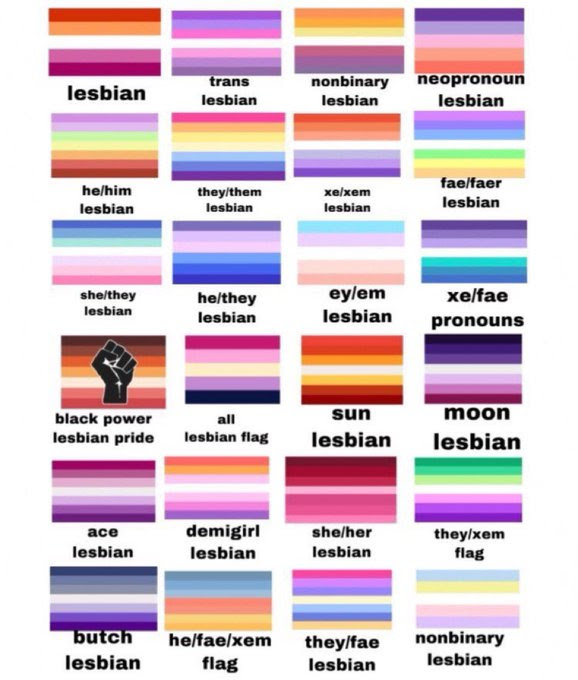 lesbian
trans
lesbian
nonbinary
lesbian
neopronoun
lesbian
he/him
lesbian
they/them
lesbian
xe/xem
lesbian
fae/faer
lesbian
she/they
lesbian
he/they
lesbian
ey/em
lesbian
xe/fae
pronouns
black power
lesbian pride
all
lesbian flag
sun
lesbian
moon
lesbian
ace
lesbian
demigirl
lesbian
she/her
lesbian
they/xem
flag
butch
lesbian
he/fae/xem
flag
they/fae
lesbian
nonbinary
lesbian